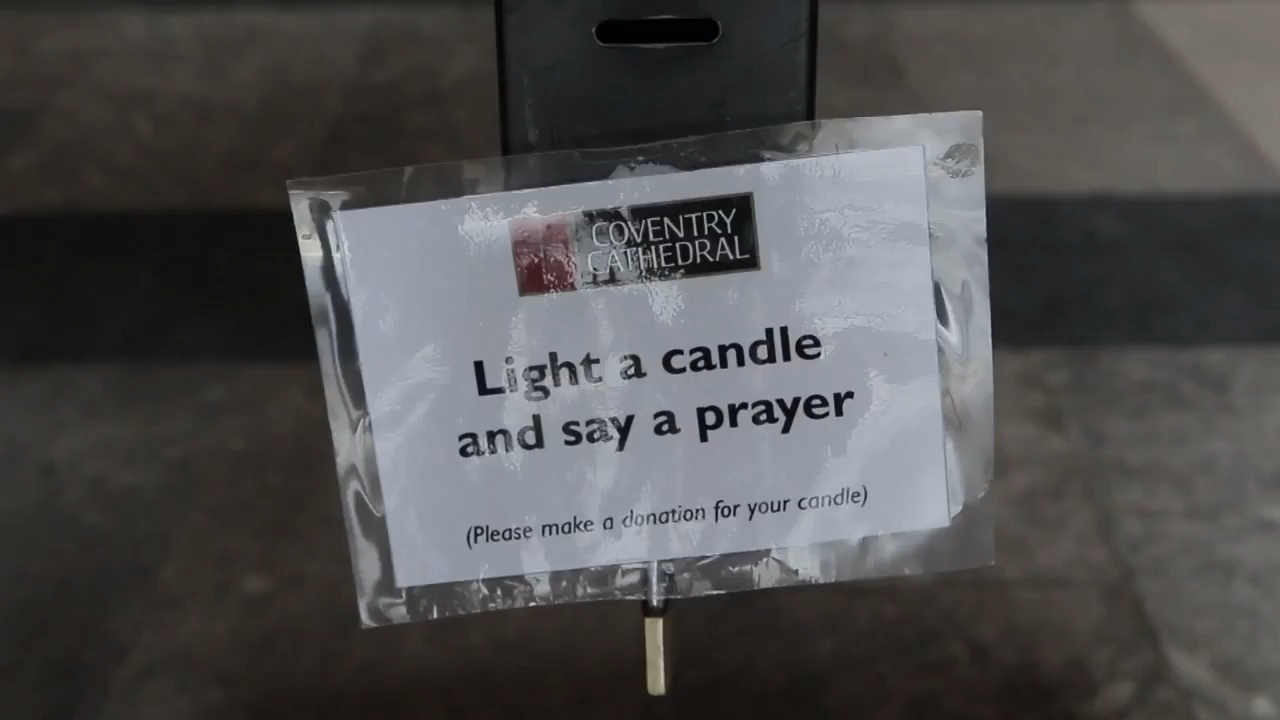 COVENTRY
CATHEDRAL
Light a candle
and say a prayer
(Please make a donation for your candle)